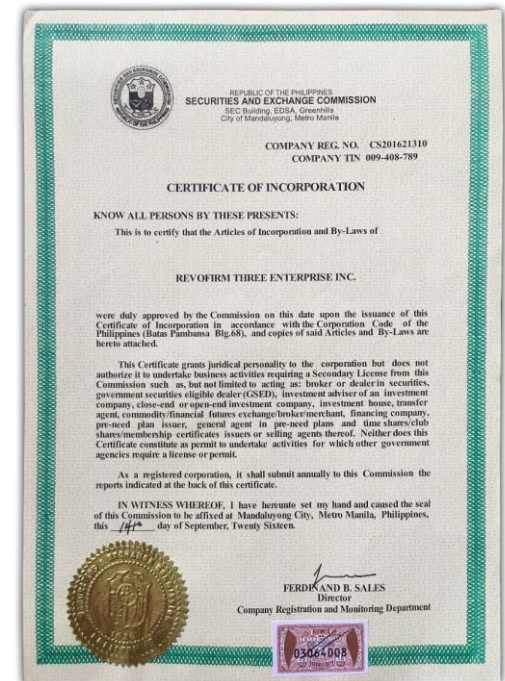 REPUBLIC OF THE PHILIPPINES
SECURITIES AND EXCHANGE COMMISSION
SEC Building, EDSA, Greenhills
City of Mandaluyong, Metro Manila
COMPANY REG. NO. CS201621310
COMPANY TIN 009-408-789
CERTIFICATE OF INCORPORATION
KNOW ALL PERSONS BY THESE PRESENTS:
This is to certify that the Articles of Incorporation and By-Laws of
REVOFIRM THREE ENTERPRISE INC.
were duly approved by the Commission on this date upon the issuance of this
Certificate of Incorporation in accordance with the Corporation Code of the
Philippines (Batas Pambansa Blg.68), and copies of said Articles and By-Laws are
hereto attached.
This Certificate grants juridical personality to the corporation but does not
authorize it to undertake business activities requiring a Secondary License from this
Commission such as, but not limited to acting as: broker or dealer in securities,
government securities eligible dealer (GSED), investment adviser of an investment
company, close-end or open-end investment company, investment house, transfer
agent, commodity/financial futures exchange/broker/merchant, financing company,
pre-need plan issuer, general agent in pre-need plans and time shares/club
shares/membership certificates issuers or selling agents thereof. Neither does this
Certificate constitute as permit to undertake activities for which other government
agencies require a license or permit.
As a registered corporation, it shall submit annually to this Commission the
reports indicated at the back of this certificate.
IN WITNESS WHEREOF, I have hereunto set my hand and caused the seal
of this Commission to be affixed at Mandaluyong City, Metro Manila, Philippines,
this 14th day of September, Twenty Sixteen.
FERDINAND B. SALES
Director
Company Registration and Monitoring Department
03064008